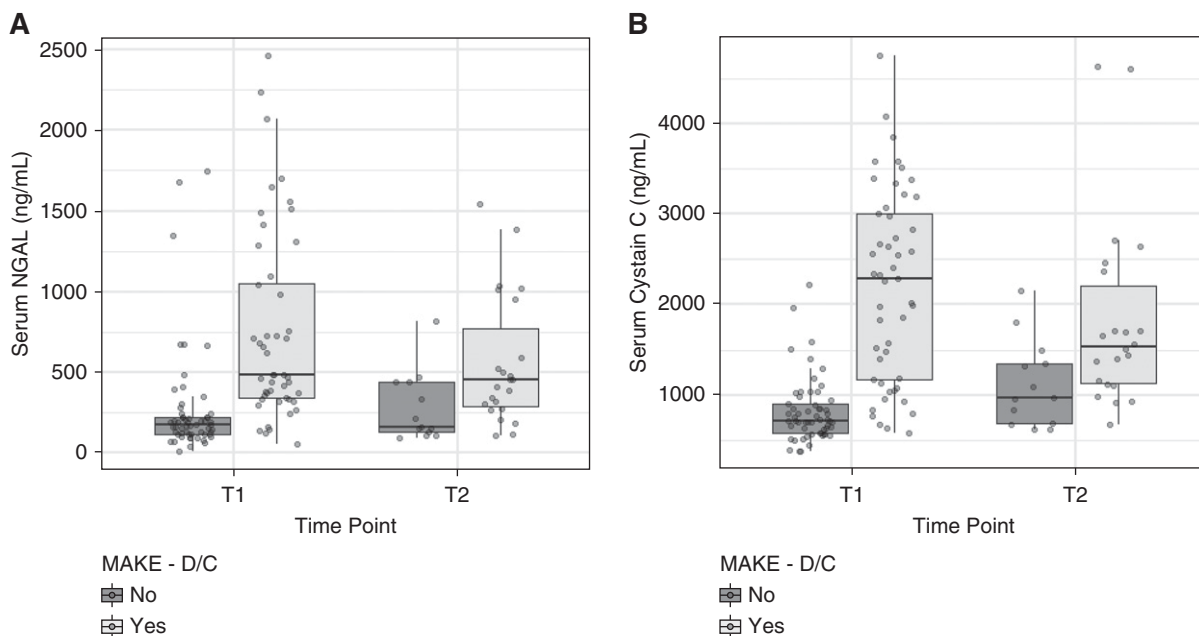 A
2500
2000
1500
1000
500
0
Serum NGAL (ng/mL)
T1
T2
Time Point
MAKE - D/C
No
Yes
B
4000
3000
2000
1000
Serum Cystain C (ng/mL)
T1
T2
Time Point
MAKE - D/C
No
Yes